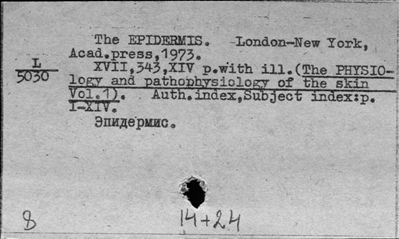 The EPIDERMIS. London-New York,
Acad.press,1973.
L
5030
XVII,343,XIV p.with ill.(The PHYSIO-
logy and pathophysiology of the skin
Vol.1). Auth.index,Subject index:p.
I-XIV.
Эпидермис.
8
14+24